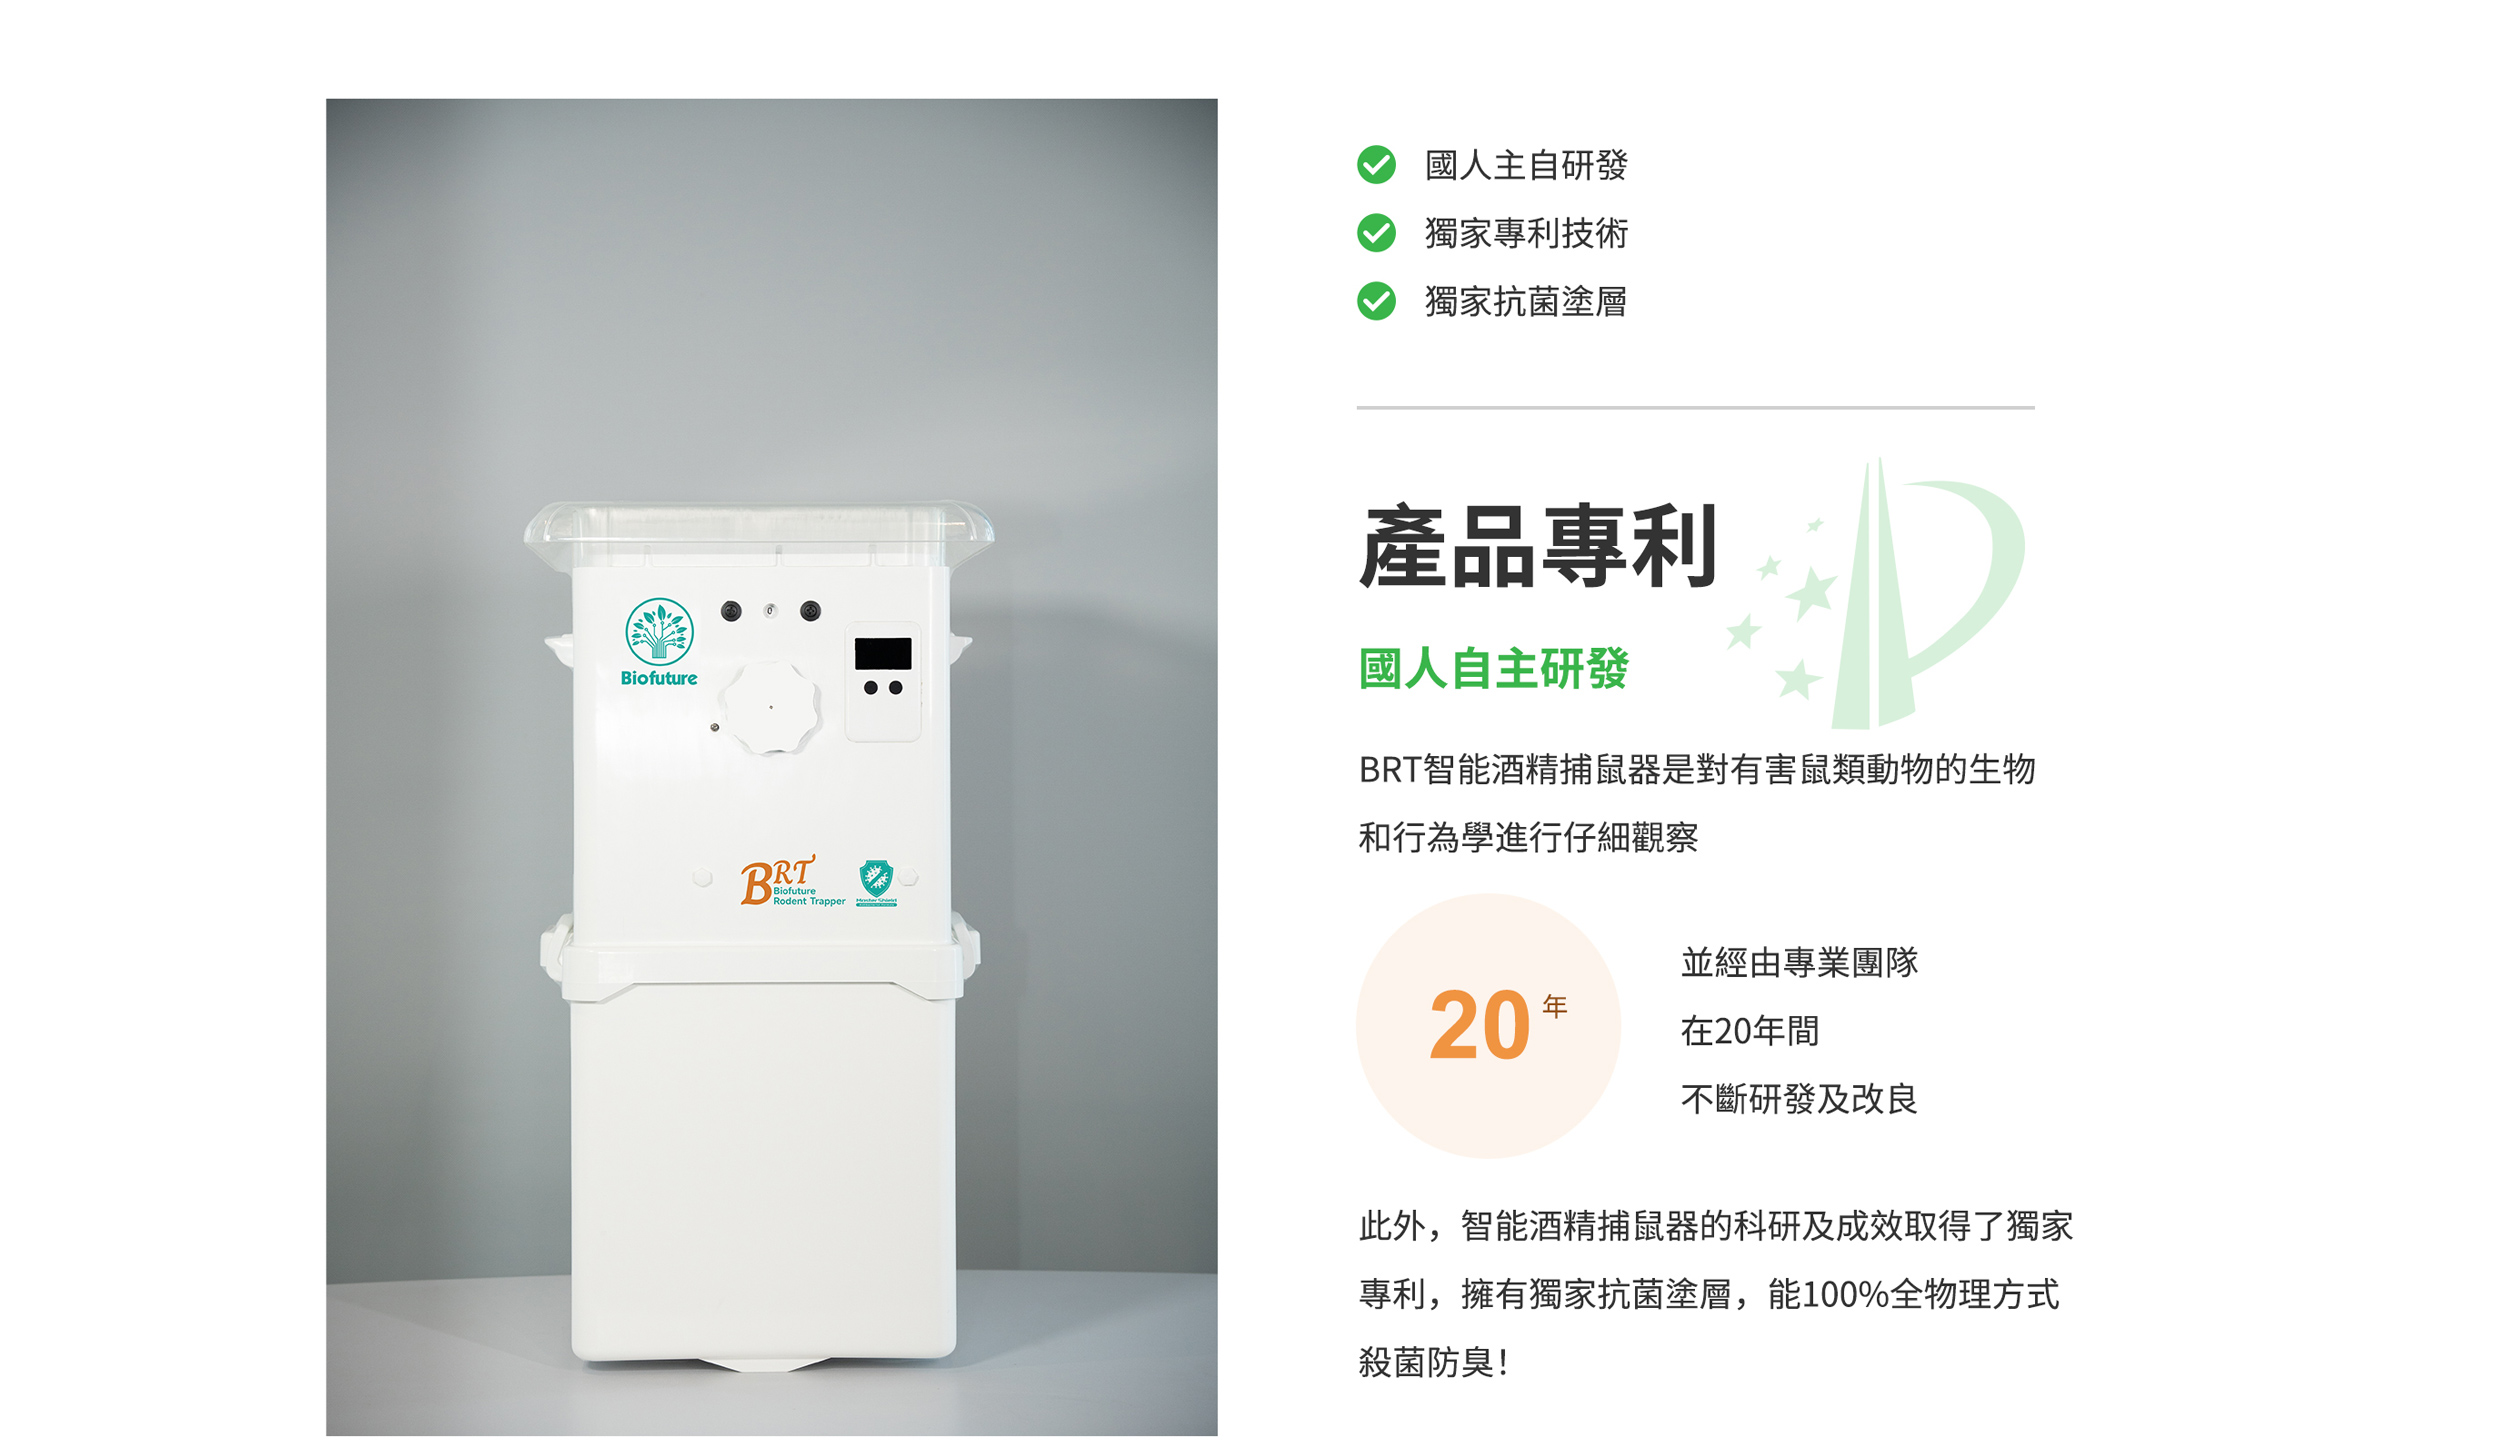 國人主自研發
獨家專利技術
獨家抗菌塗層
產品專利
國人自主研發
BRT智能酒精捕鼠器是對有害鼠類動物的生物
和行為學進行仔細觀察
20年
並經由專業團隊
在20年間
不斷研發及改良
此外，智能酒精捕鼠器的科研及成效取得了獨家
專利，擁有獨家抗菌塗層，能100%全物理方式
殺菌防臭！
Biofuture
BRT
Biofuture
Rodent Trapper